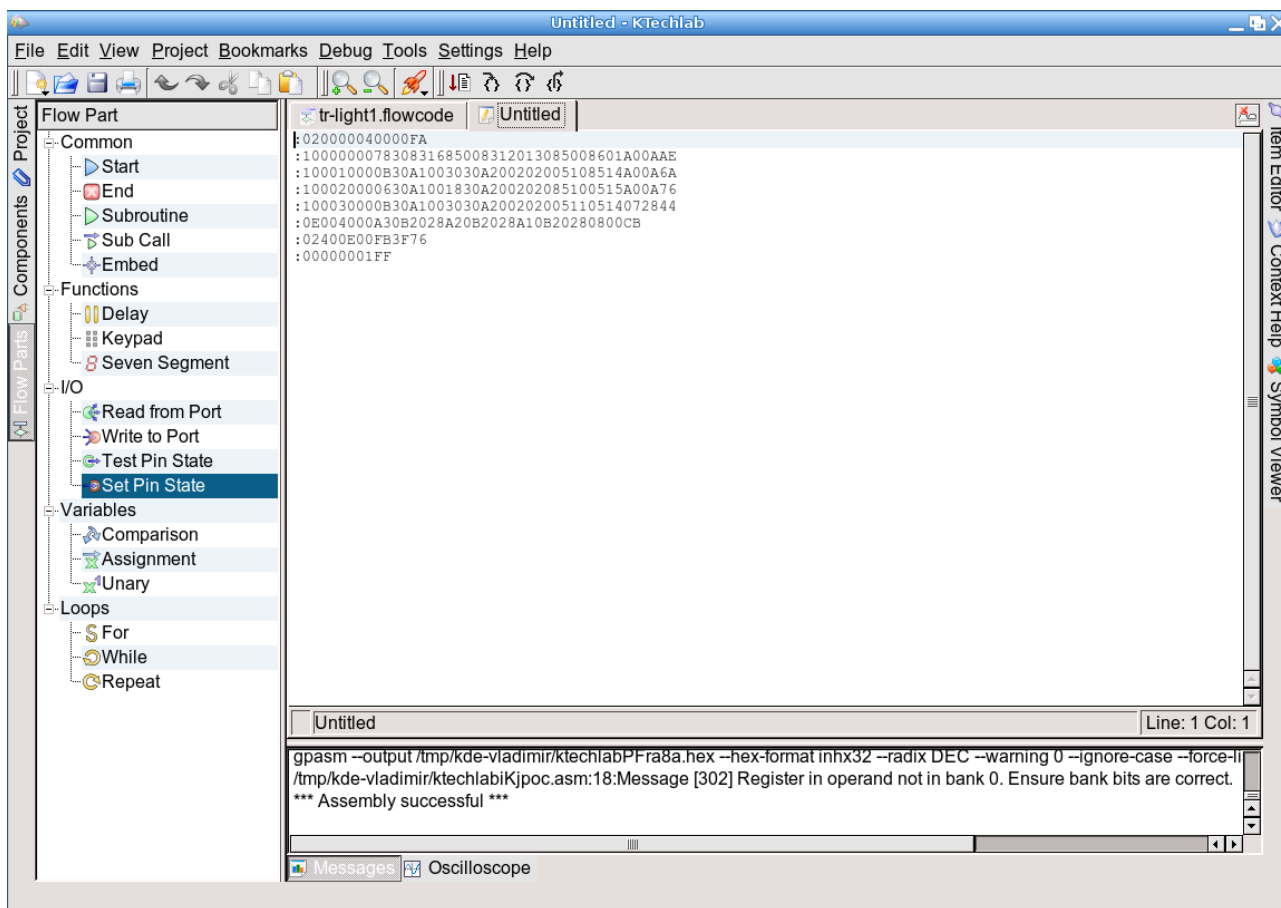 Untitled - KTechlab
File Edit View Project Bookmarks Debug Tools Settings Help
Project
Components
Flow Parts
Flow Part
Common
Start
End
Subroutine
Sub Call
Embed
Functions
Delay
Keypad
Seven Segment
I/O
Read from Port
Write to Port
Test Pin State
Set Pin State
Variables
Comparison
Assignment
Unary
Loops
For
While
Repeat
tr-light1.flowcode Untitled
:020000040000FA
:100000007830831685008312013085008601A00AAE
:100010000B30A1003030A200202005108514A00A6A
:100020000630A1001830A200202085100515A00A76
:100030000B30A1003030A200202005110514072844
:0E004000A30B2028A20B2028A10B20280800CB
:02400E00FB3F76
:00000001FF
Untitled Line: 1 Col: 1
gpasm --output /tmp/kde-vladimir/ktechlabPFra8a.hex --hex-format inhx32 --radix DEC --warning 0 --ignore-case --force-li
/tmp/kde-vladimir/ktechlabiKjpoc.asm:18:Message [302] Register in operand not in bank 0. Ensure bank bits are correct.
*** Assembly successful ***
Messages Oscilloscope
Item Editor
Context Help
Symbol Viewer